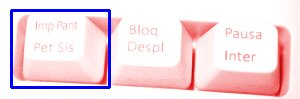 Imp Pant
Pet Sis
Bloq
Despl
Pausa
Inter